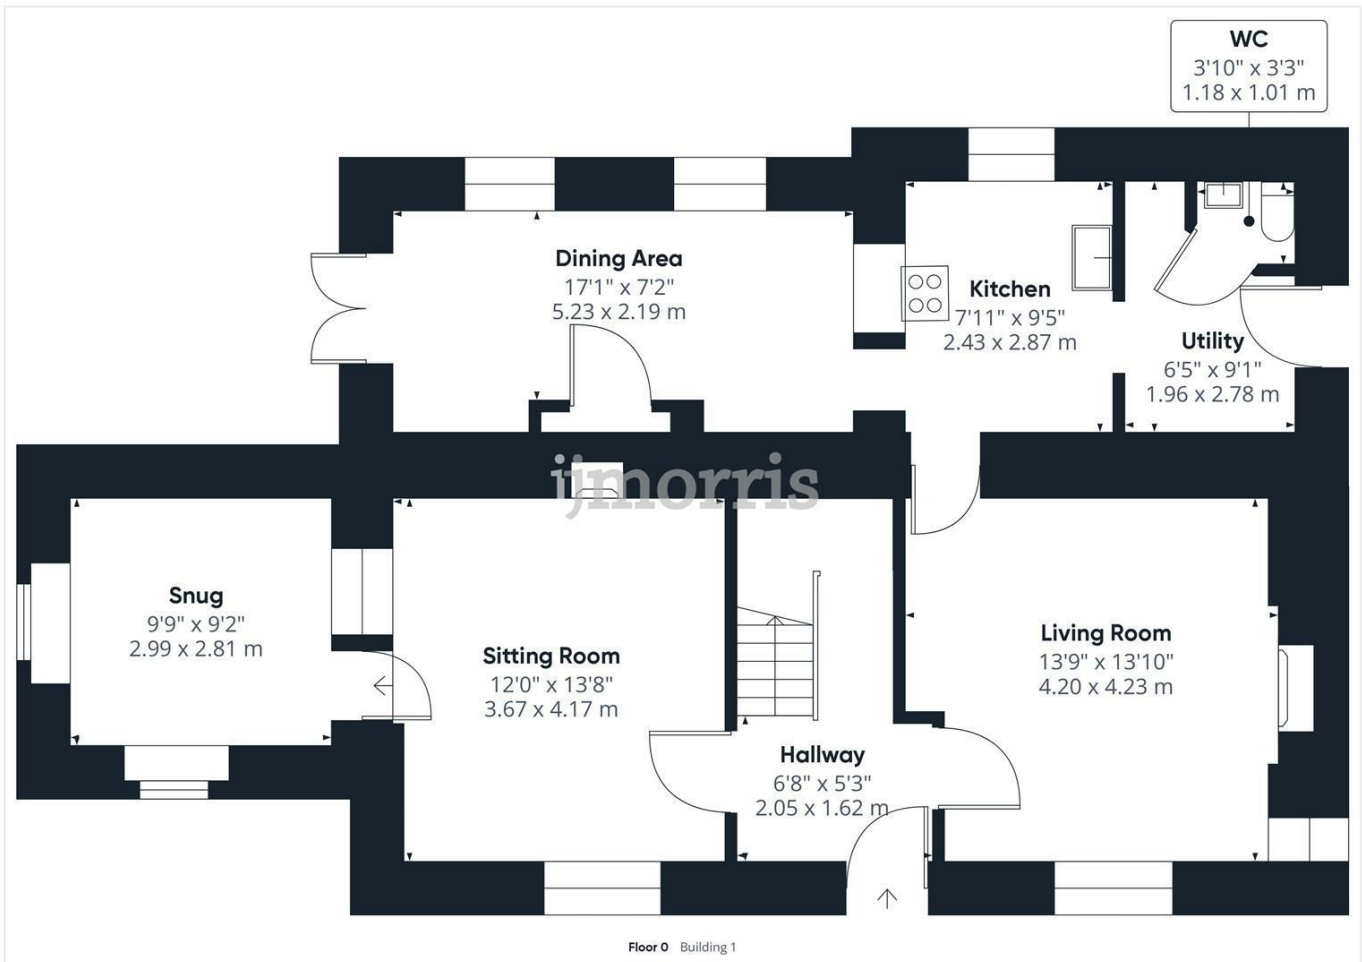 WC
3'10" x 3'3"
1.18 x 1.01 m
Dining Area
17'1" x 7'2"
5.23 x 2.19 m
Kitchen
7'11" x 9'5"
2.43 x 2.87 m
Utility
6'5" x 9'1"
1.96 x 2.78 m
ijmorris
Snug
9'9" x 9'2"
2.99 x 2.81 m
Sitting Room
12'0" x 13'8"
3.67 x 4.17 m
Living Room
13'9" x 13'10"
4.20 x 4.23 m
Hallway
6'8" x 5'3"
2.05 x 1.62 m
Floor 0 Building 1